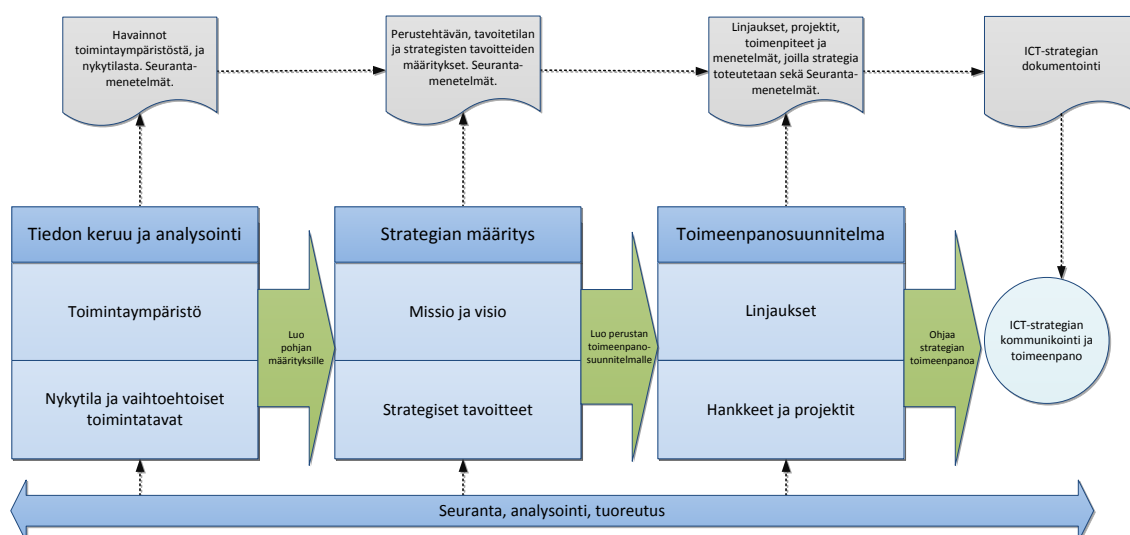 Havainnot
toimintaympäristöstä, ja
nykytilasta. Seuranta-
menetelmät.
Perustehtävän, tavoitetilan
ja strategisten tavoitteiden
määritykset. Seuranta-
menetelmät.
Linjaukset, projektit,
toimenpiteet ja
menetelmät, joilla strategia
toteutetaan sekä Seuranta-
menetelmät.
ICT-strategian
dokumentointi
Tiedon keruu ja analysointi
Toimintaympäristö
Nykytila ja vaihtoehtoiset
toimintatavat
Luo
pohjan
määrityksille
Strategian määritys
Missio ja visio
Strategiset tavoitteet
Luo perustan
toimeenpano-
suunnitelmalle
Toimeenpanosuunnitelma
Linjaukset
Hankkeet ja projektit
Ohjaa
strategian
toimeenpanoa
ICT-strategian
kommunikointi ja
toimeenpano
Seuranta, analysointi, tuoreutus